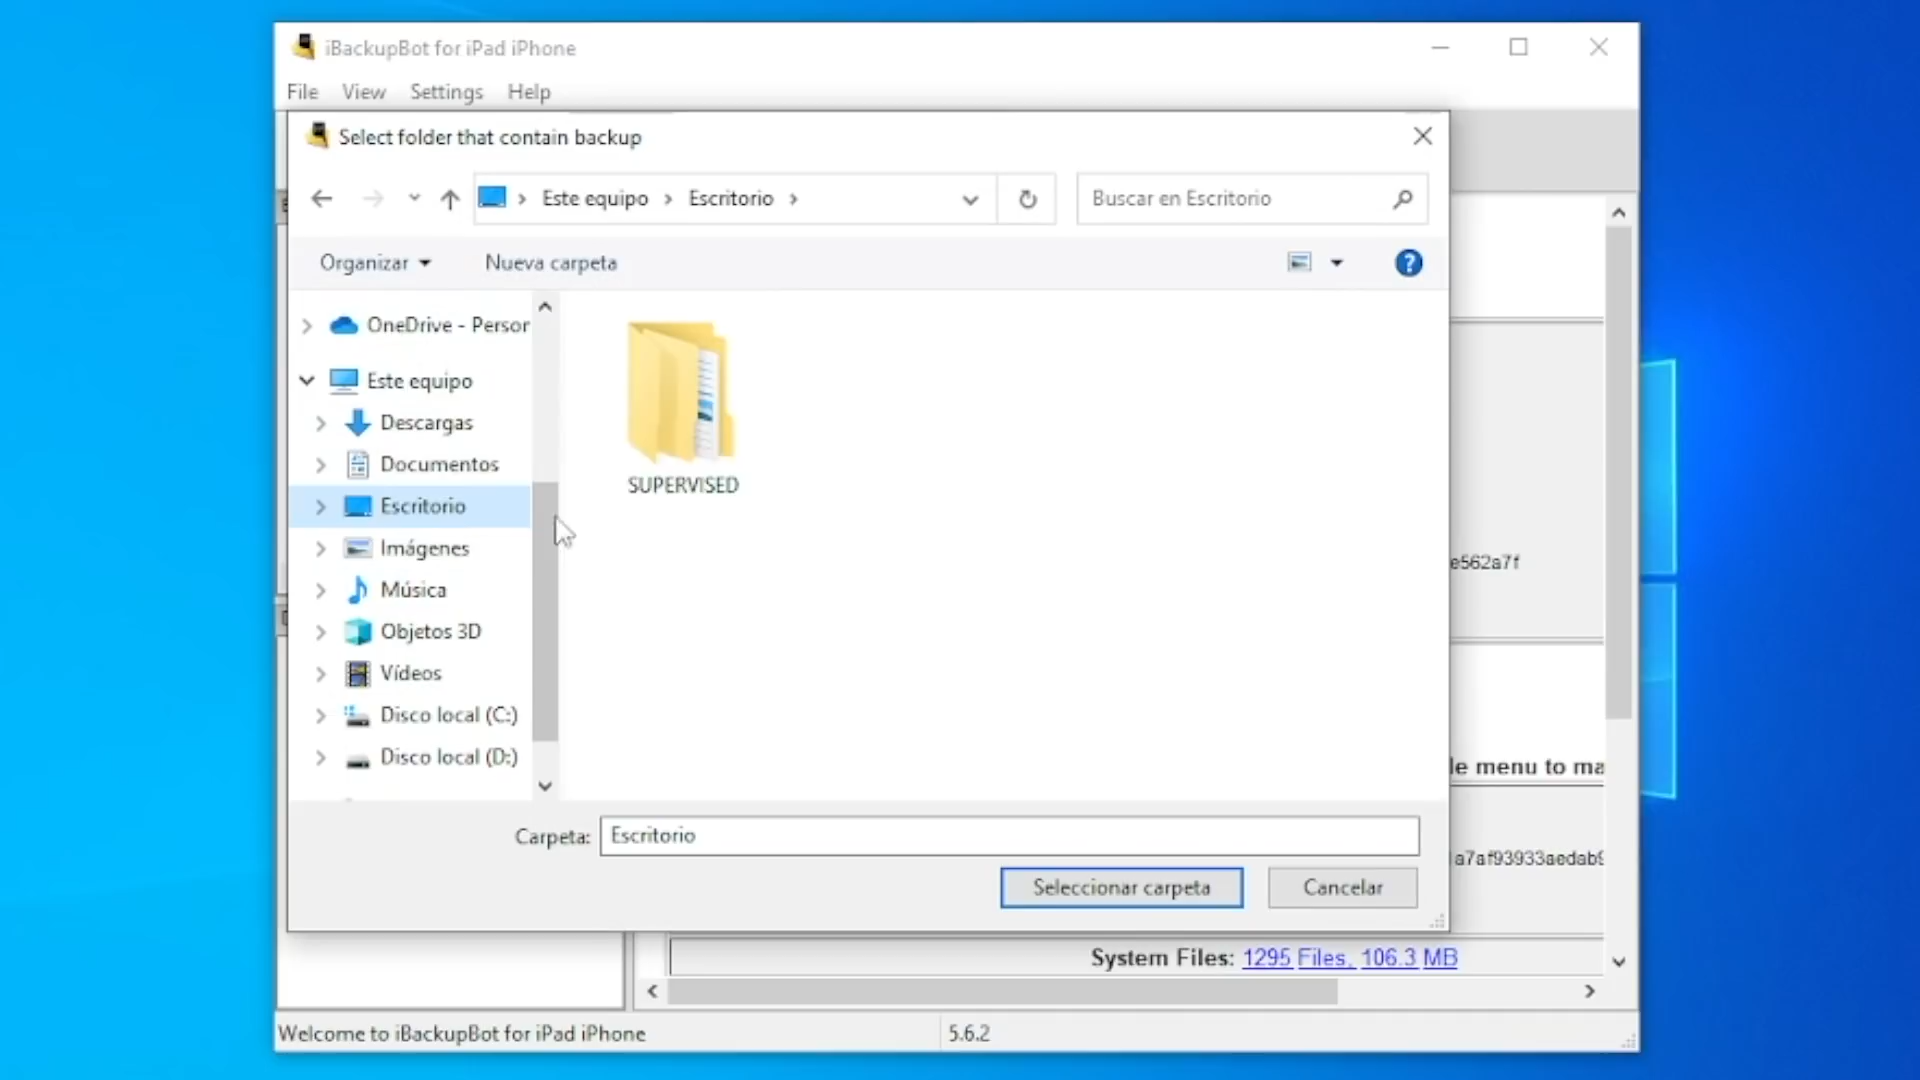 iBackupBot for iPad iPhone
File View Settings Help
Select folder that contain backup
Este equipo Escritorio
Buscar en Escritorio
Organizar Nueva carpeta
OneDrive - Person
Este equipo
Descargas
Documentos
Escritorio
Imágenes
Música
Objetos 3D
Vídeos
Disco local (C:)
Disco local (D:)
SUPERVISED
e562a7f
le menu to ma
a7af93933aedab9
Carpeta: Escritorio
Seleccionar carpeta Cancelar
System Files: 1295 Files, 106.3 MB
Welcome to iBackupBot for iPad iPhone 5.6.2